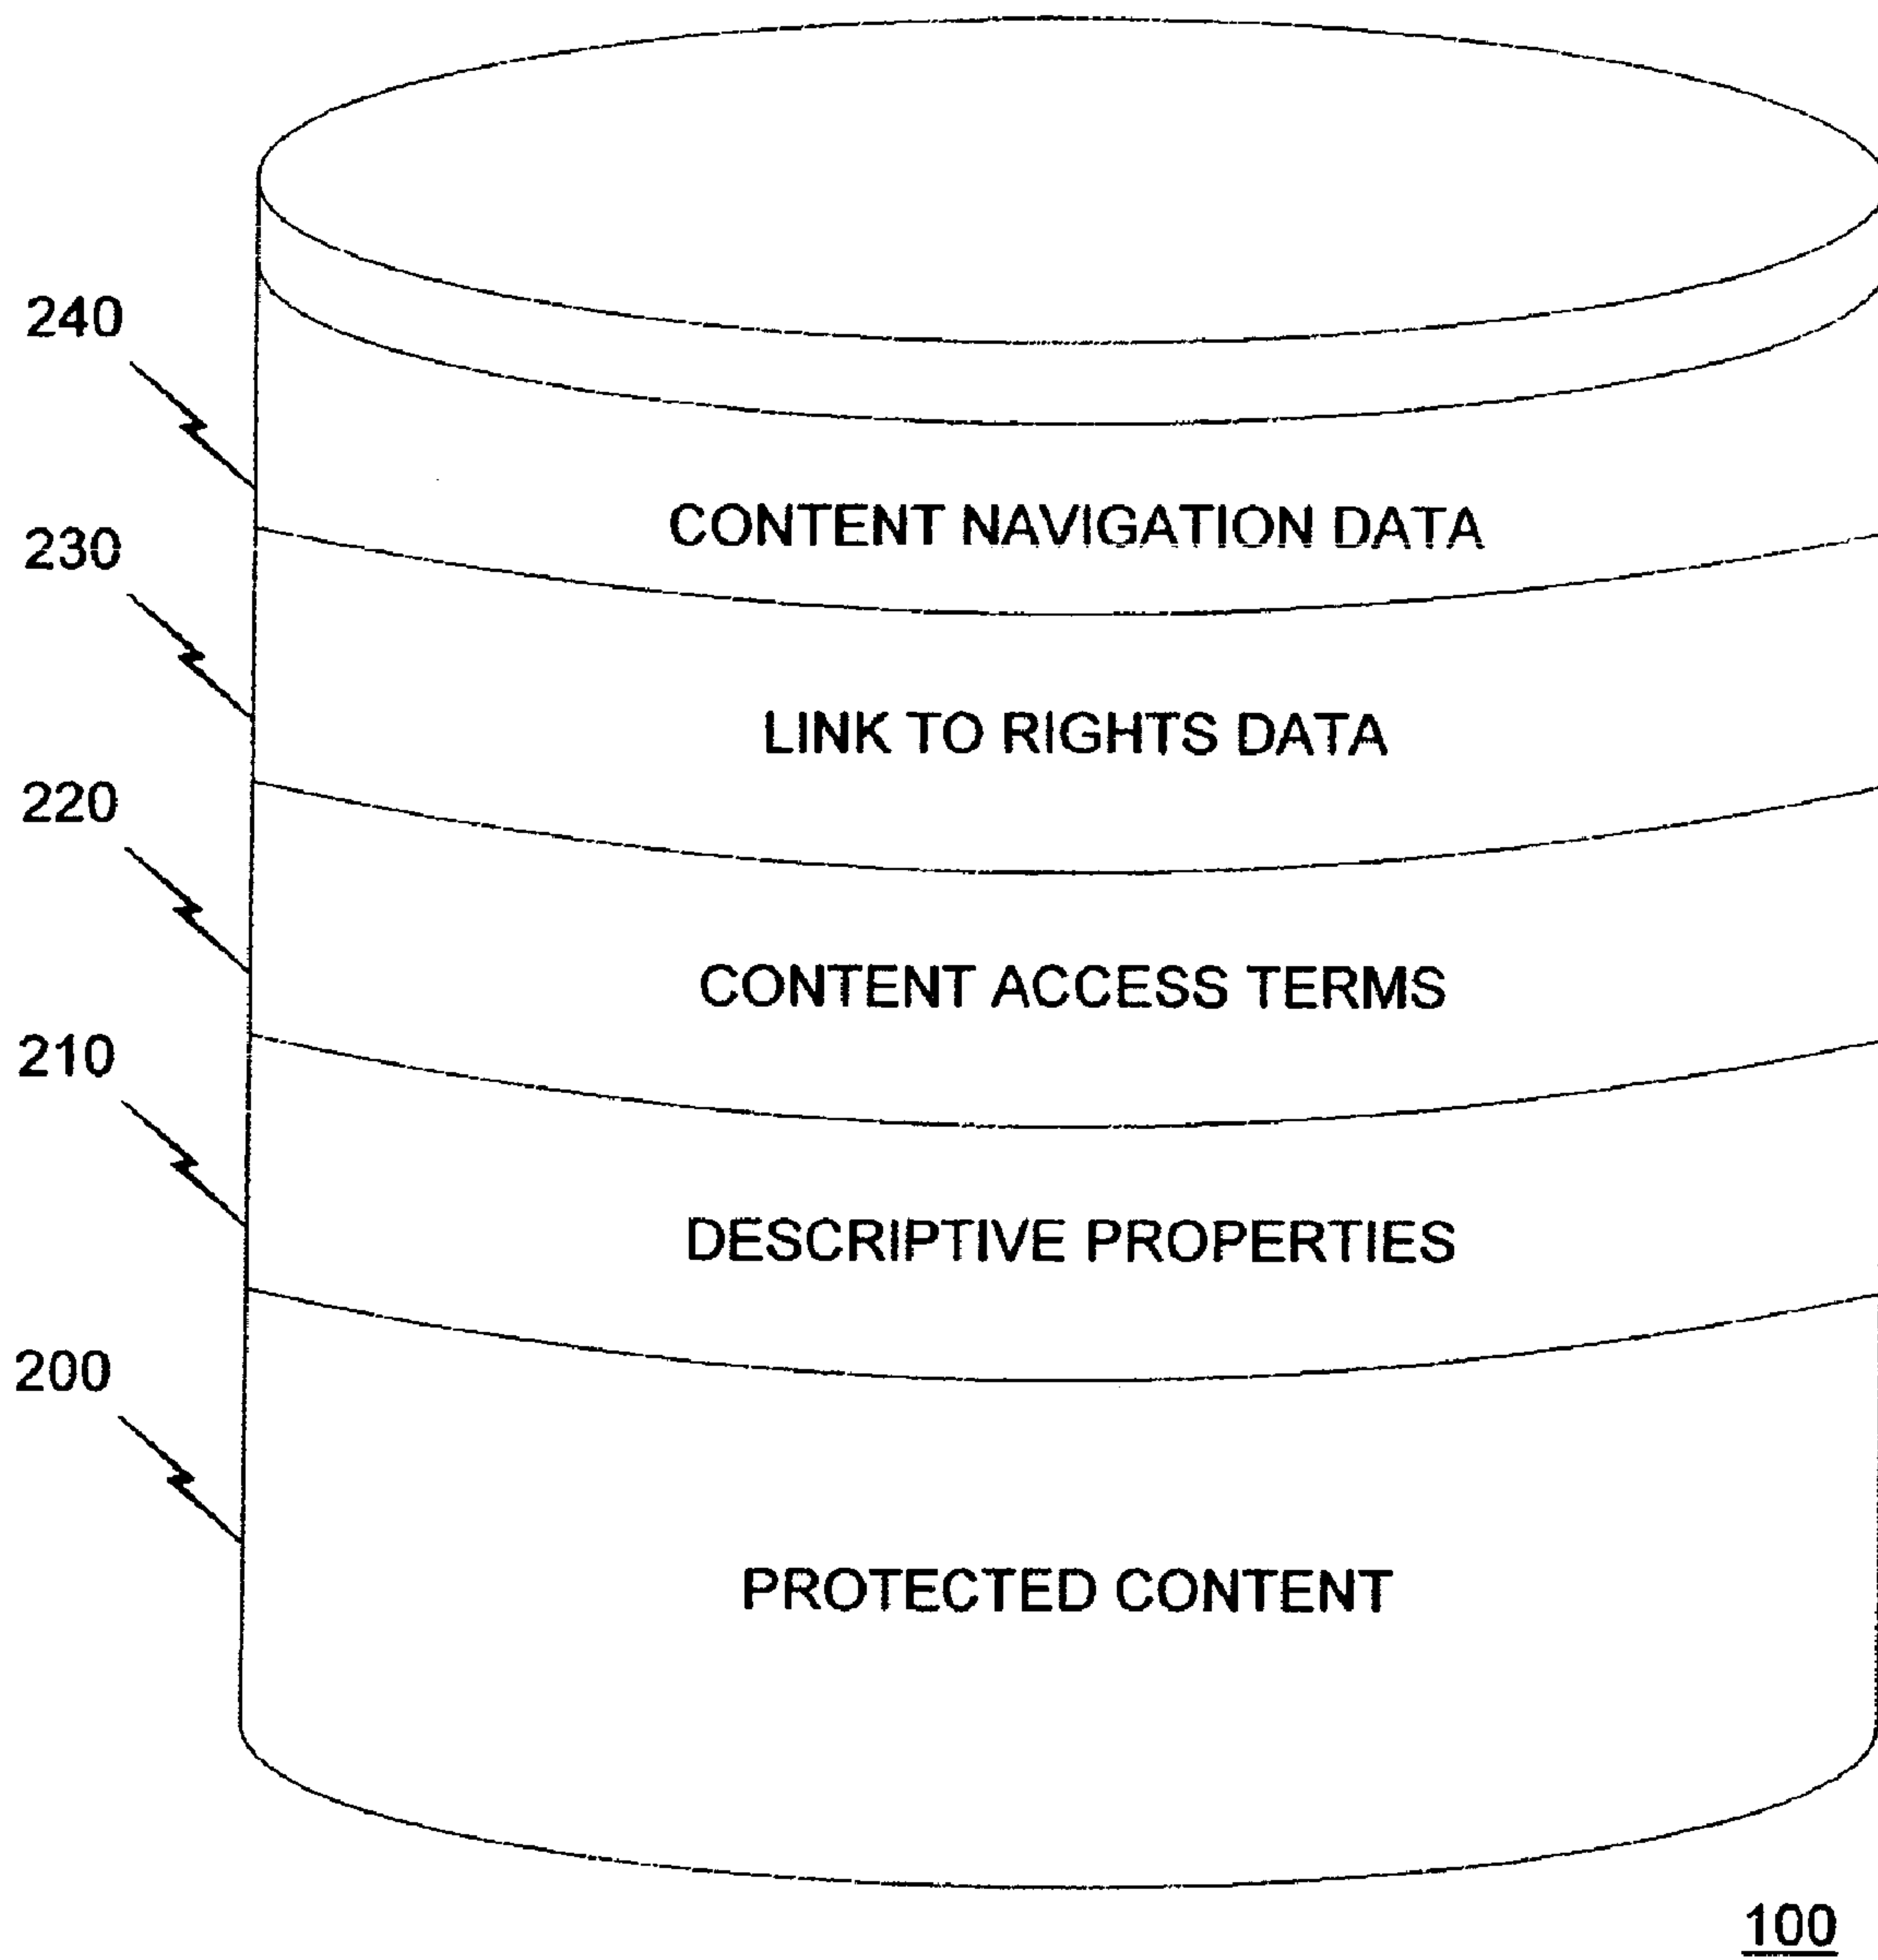 240
CONTENT NAVIGATION DATA
230
LINK TO RIGHTS DATA
220
CONTENT ACCESS TERMS
210
DESCRIPTIVE PROPERTIES
200
PROTECTED CONTENT
100